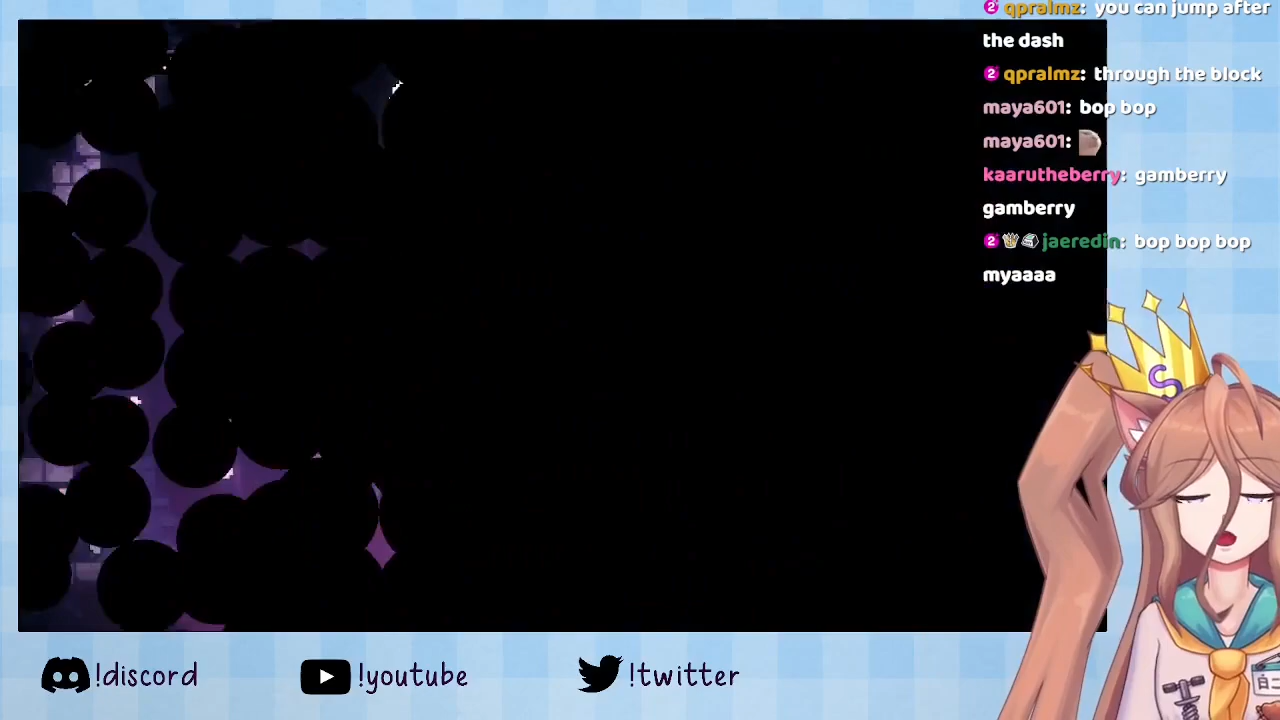 qpralmz: you can jump after
the dash
qpralmz: through the block
maya601: bop bop
maya601:
kaarutheberry: gamberry
gamberry
jaeredin: bop bop bop
myaaaa
S
!discord
!youtube
!twitter